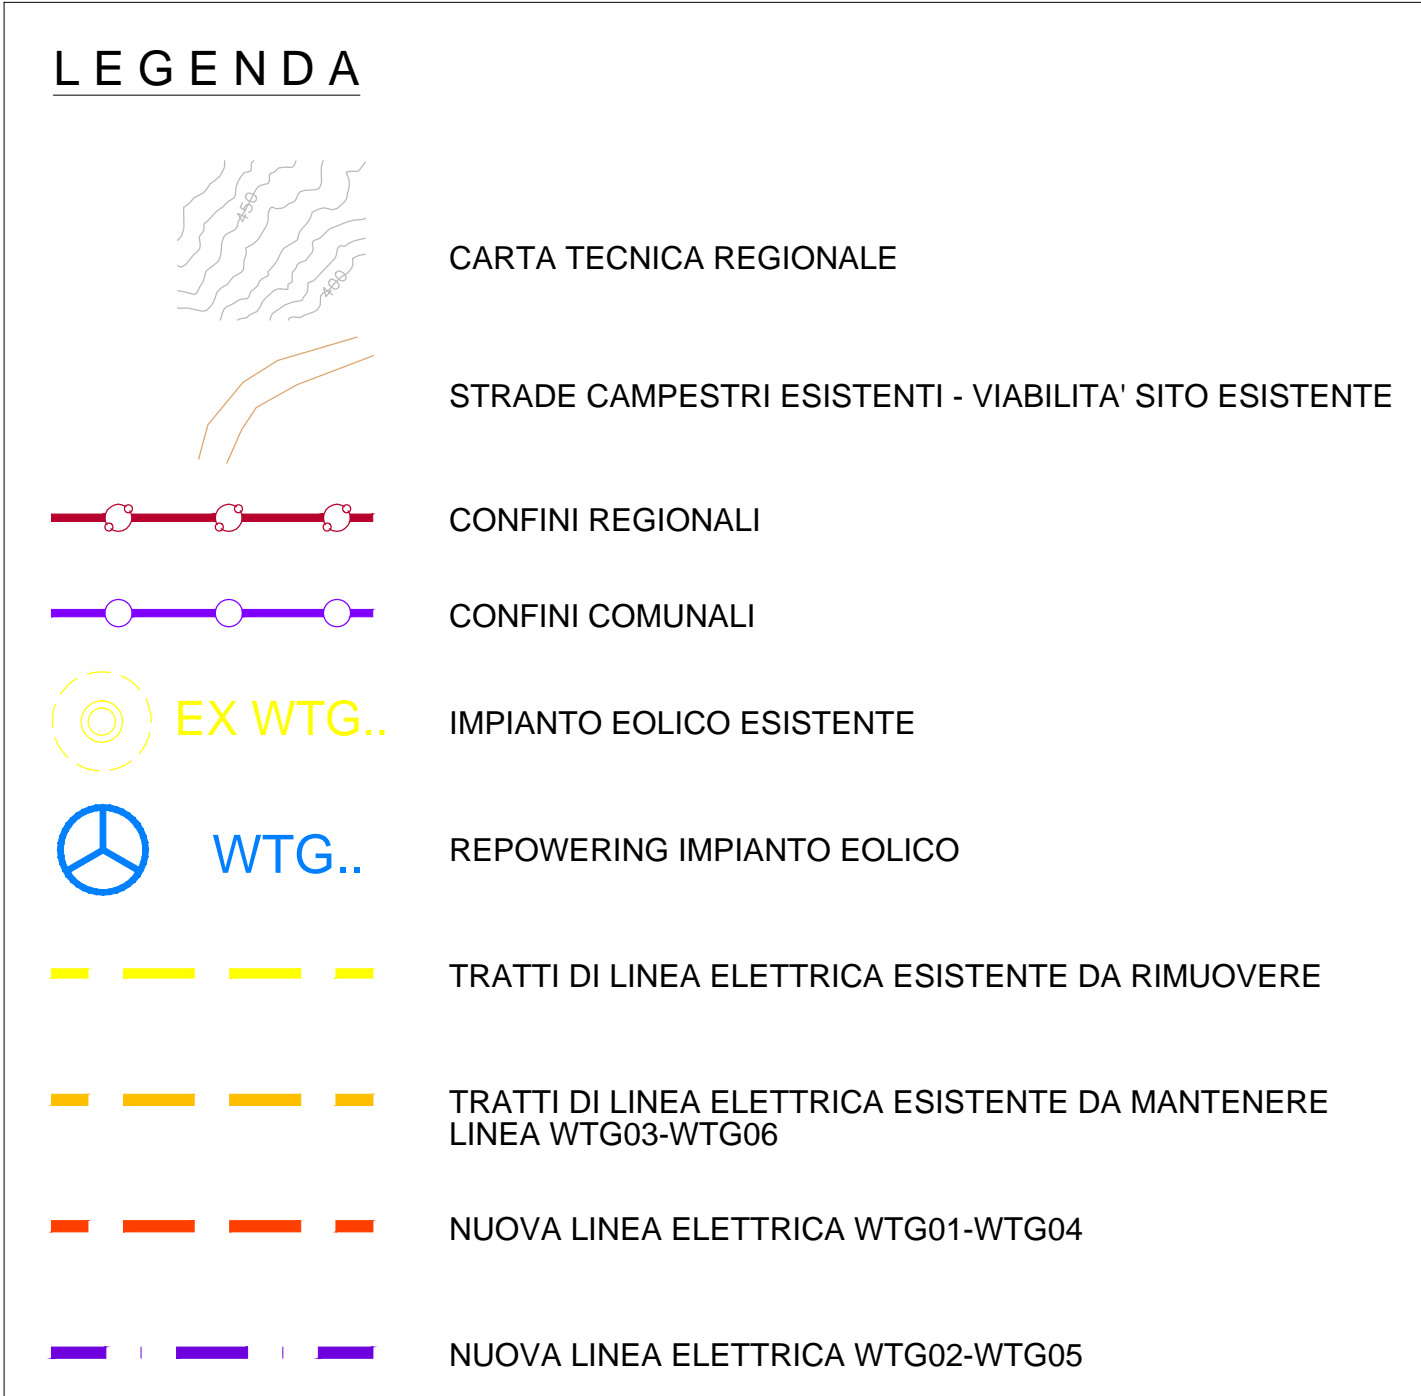 LEGENDA
450
400
CARTA TECNICA REGIONALE
STRADE CAMPESTRI ESISTENTI - VIABILITA' SITO ESISTENTE
CONFINI REGIONALI
CONFINI COMUNALI
EX WTG.. IMPIANTO EOLICO ESISTENTE
WTG.. REPOWERING IMPIANTO EOLICO
TRATTI DI LINEA ELETTRICA ESISTENTE DA RIMUOVERE
TRATTI DI LINEA ELETTRICA ESISTENTE DA MANTENERE
LINEA WTG03-WTG06
NUOVA LINEA ELETTRICA WTG01-WTG04
NUOVA LINEA ELETTRICA WTG02-WTG05